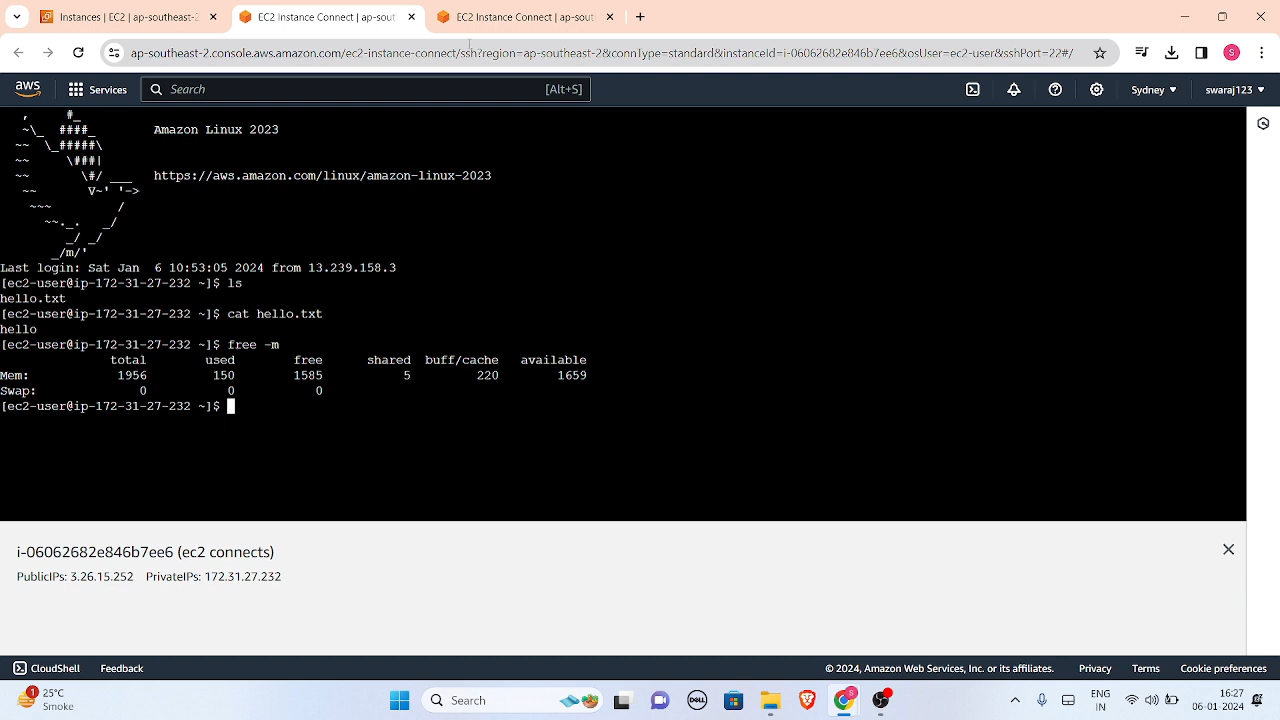 Instances | EC2 | ap-southeast-2
EC2 Instance Connect | ap-sout
EC2 Instance Connect | ap-sout
ap-southeast-2.console.aws.amazon.com/ec2-instance-connect/ssh?region=ap-southeast-2&connType=standard&instanceId=i-06062682e846b7ee6&osUser=ec2-user&sshPort=22#/
S
aws
Services
Search
[Alt+S]
Sydney
swaraj123
   ,     #_
   ~\_  ####_        Amazon Linux 2023
  ~~  \_#####\
  ~~     \###|
  ~~       \#/ ___   https://aws.amazon.com/linux/amazon-linux-2023
   ~~       V~' '->
    ~~~         /
      ~~._.   _/
         _/ _/
       _/m/'
Last login: Sat Jan  6 10:53:05 2024 from 13.239.158.3
[ec2-user@ip-172-31-27-232 ~]$ ls
hello.txt
[ec2-user@ip-172-31-27-232 ~]$ cat hello.txt
hello
[ec2-user@ip-172-31-27-232 ~]$ free -m
               total        used        free      shared  buff/cache   available
Mem:            1956         150        1585           5         220        1659
Swap:              0           0           0
[ec2-user@ip-172-31-27-232 ~]$
i-06062682e846b7ee6 (ec2 connects)
PublicIPs: 3.26.15.252 PrivateIPs: 172.31.27.232
CloudShell
Feedback
© 2024, Amazon Web Services, Inc. or its affiliates.
Privacy
Terms
Cookie preferences
1
25°C
Smoke
Search
DELL
8
ENG
IN
16:27
06-01-2024